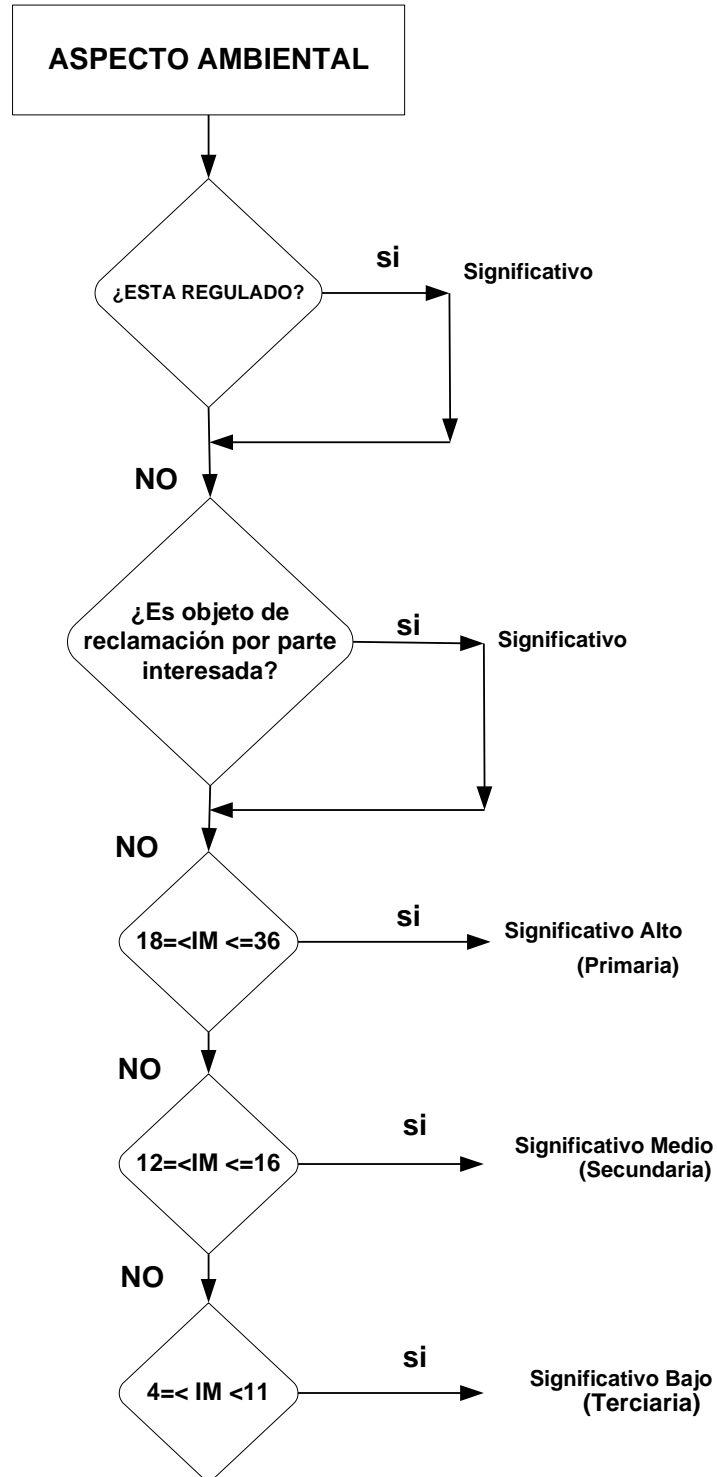 ASPECTO AMBIENTAL
¿ESTA REGULADO?
si
Significativo
NO
¿Es objeto de
reclamación por parte
interesada?
si
Significativo
NO
18=<IM <=36
si
Significativo Alto
(Primaria)
NO
12=<IM <=16
si
Significativo Medio
(Secundaria)
NO
4=< IM <11
si
Significativo Bajo
(Terciaria)